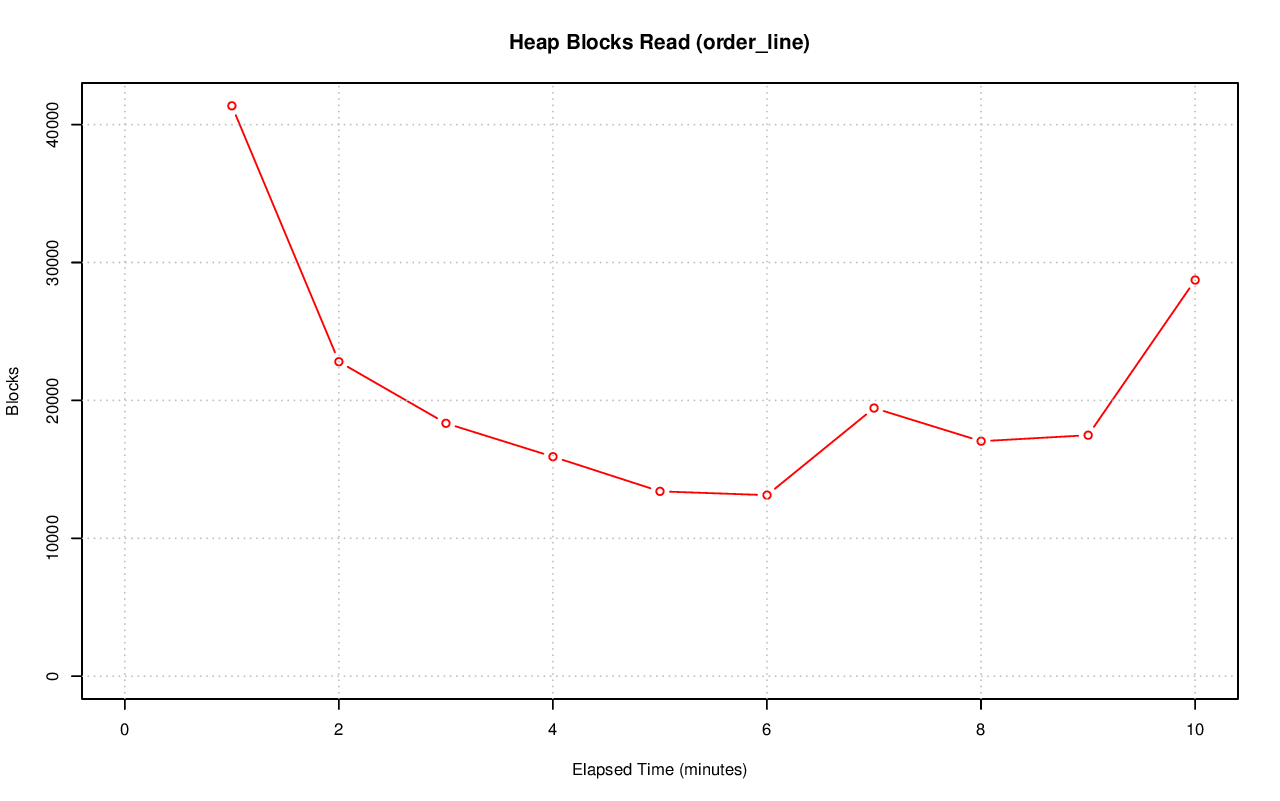 Heap Blocks Read (order_line)
Blocks
40000
30000
20000
10000
0
0 2 4 6 8 10
Elapsed Time (minutes)